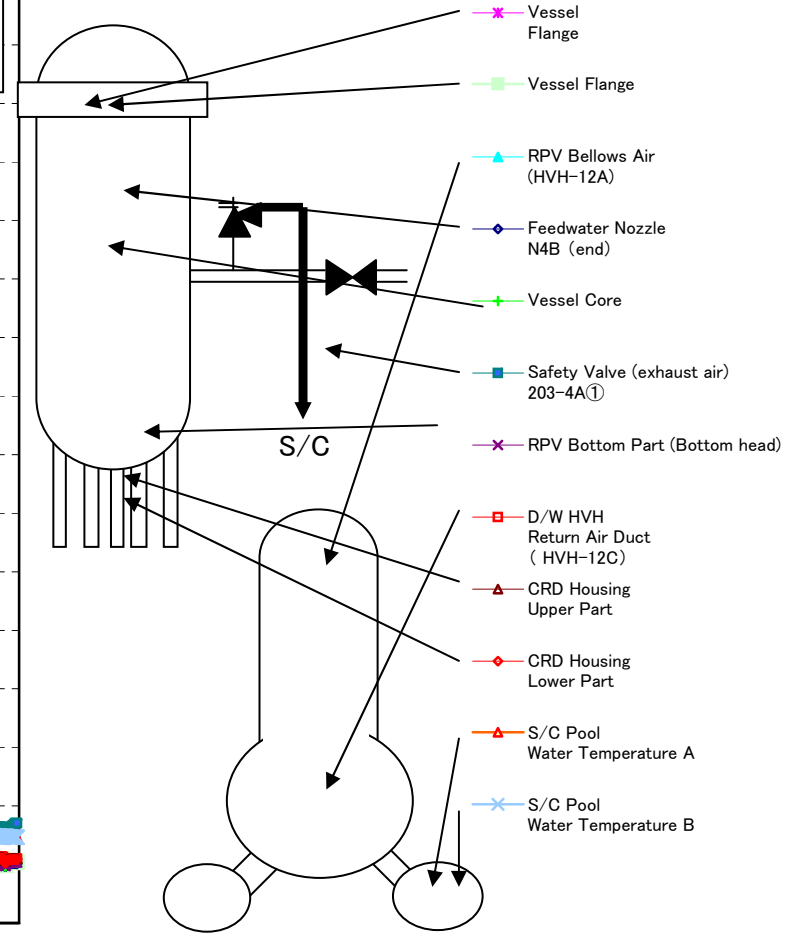 Vessel
Flange
Vessel Flange
RPV Bellows Air
(HVH-12A)
Feedwater Nozzle
N4B (end)
Vessel Core
Safety Valve (exhaust air)
203-4A①
S/C
RPV Bottom Part (Bottom head)
D/W HVH
Return Air Duct
( HVH-12C)
CRD Housing
Upper Part
CRD Housing
Lower Part
S/C Pool
Water Temperature A
S/C Pool
Water Temperature B